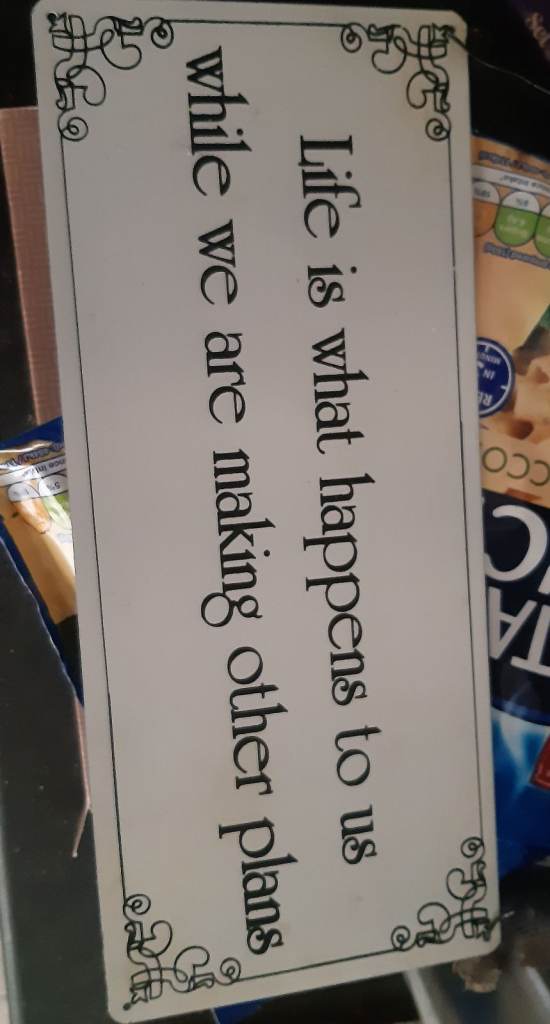 Life is what happens to us
while we are making other plans